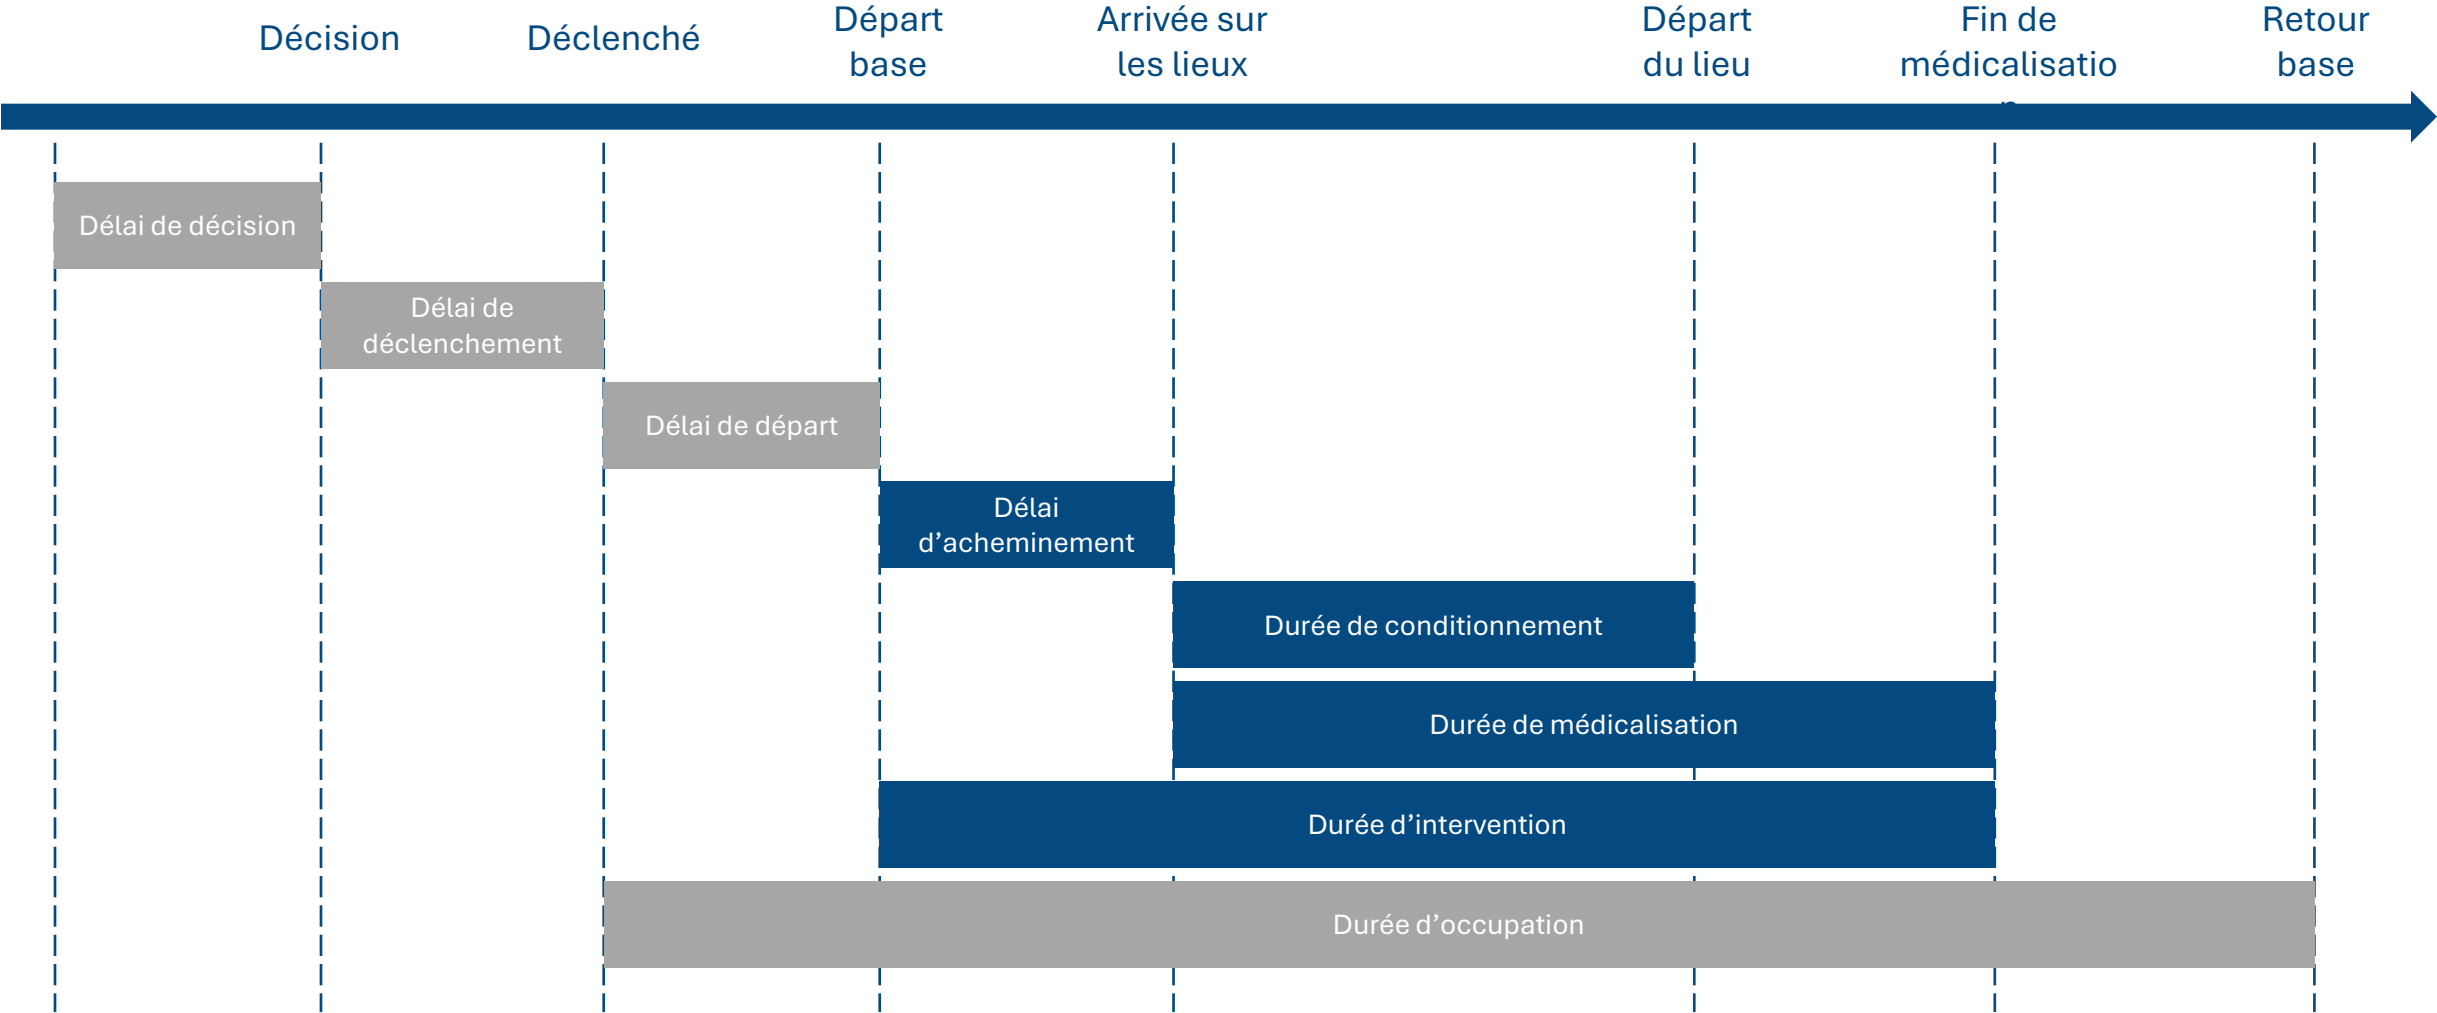 Décision
Déclenché
Départ
base
Arrivée sur
les lieux
Départ
du lieu
Fin de
médicalisatio
n
Retour
base
Délai de décision
Délai de
déclenchement
Délai de départ
Délai
d’acheminement
Durée de conditionnement
Durée de médicalisation
Durée d’intervention
Durée d’occupation